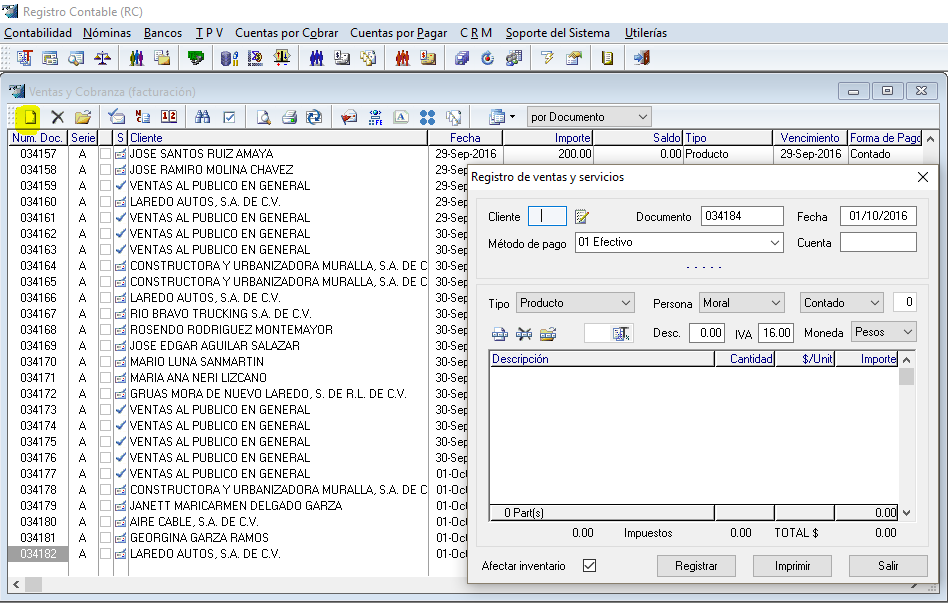 Registro Contable (RC)
Contabilidad Nóminas Bancos T P V Cuentas por Cobrar Cuentas por Pagar C R M Soporte del Sistema Utilerías
Ventas y Cobranza (facturación)
por Documento
Num. Doc. Serie S Cliente Fecha Importe Saldo Tipo Vencimiento Forma de Pago
034157 A JOSE SANTOS RUIZ AMAYA 29-Sep-2016 200.00 0.00 Producto 29-Sep-2016 Contado
034158 A JOSE RAMIRO MOLINA CHAVEZ 29-Sep
034159 A VENTAS AL PUBLICO EN GENERAL 29-Sep
034160 A LAREDO AUTOS, S.A. DE C.V. 29-Sep
034161 A VENTAS AL PUBLICO EN GENERAL 29-Sep
034162 A VENTAS AL PUBLICO EN GENERAL 30-Sep
034163 A VENTAS AL PUBLICO EN GENERAL 30-Sep
034164 A CONSTRUCTORA Y URBANIZADORA MURALLA, S.A. DE C 30-Sep
034165 A CONSTRUCTORA Y URBANIZADORA MURALLA, S.A. DE C 30-Sep
034166 A LAREDO AUTOS, S.A. DE C.V. 30-Sep
034167 A RIO BRAVO TRUCKING S.A. DE C.V. 30-Sep
034168 A ROSENDO RODRIGUEZ MONTEMAYOR 30-Sep
034169 A JOSE EDGAR AGUILAR SALAZAR 30-Sep
034170 A MARIO LUNA SANMARTIN 30-Sep
034171 A MARIA ANA NERI LIZCANO 30-Sep
034172 A GRUAS MORA DE NUEVO LAREDO, S. DE R.L. DE C.V. 30-Sep
034173 A VENTAS AL PUBLICO EN GENERAL 30-Sep
034174 A VENTAS AL PUBLICO EN GENERAL 30-Sep
034175 A VENTAS AL PUBLICO EN GENERAL 30-Sep
034176 A VENTAS AL PUBLICO EN GENERAL 30-Sep
034177 A VENTAS AL PUBLICO EN GENERAL 01-Oct
034178 A CONSTRUCTORA Y URBANIZADORA MURALLA, S.A. DE C 01-Oct
034179 A JANETT MARICARMEN DELGADO GARZA 01-Oct
034180 A AIRE CABLE, S.A. DE C.V. 01-Oct
034181 A GEORGINA GARZA RAMOS 01-Oct
034182 A LAREDO AUTOS, S.A. DE C.V. 01-Oct
Registro de ventas y servicios
Cliente Documento 034184 Fecha 01/10/2016
Método de pago 01 Efectivo Cuenta
. . . . .
Tipo Producto Persona Moral Contado 0
Desc. 0.00 IVA 16.00 Moneda Pesos
Descripción Cantidad $/Unit Importe
0 Part(s) 0.00
0.00 Impuestos 0.00 TOTAL $ 0.00
Afectar inventario Registrar Imprimir Salir